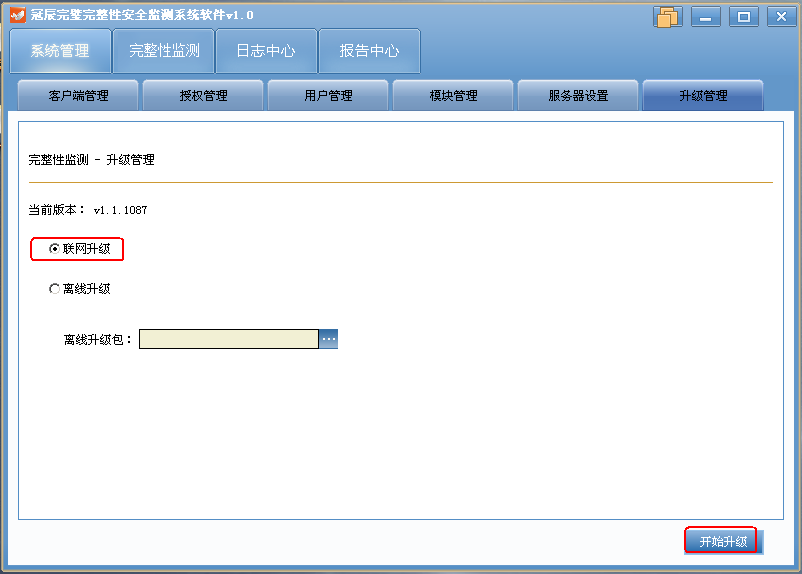 冠辰完璧完整性安全监测系统软件v1.0
系统管理 完整性监测 日志中心 报告中心
客户端管理 授权管理 用户管理 模块管理 服务器设置 升级管理
完整性监测 - 升级管理
当前版本： v1.1.1087
联网升级
离线升级
离线升级包： ...
开始升级